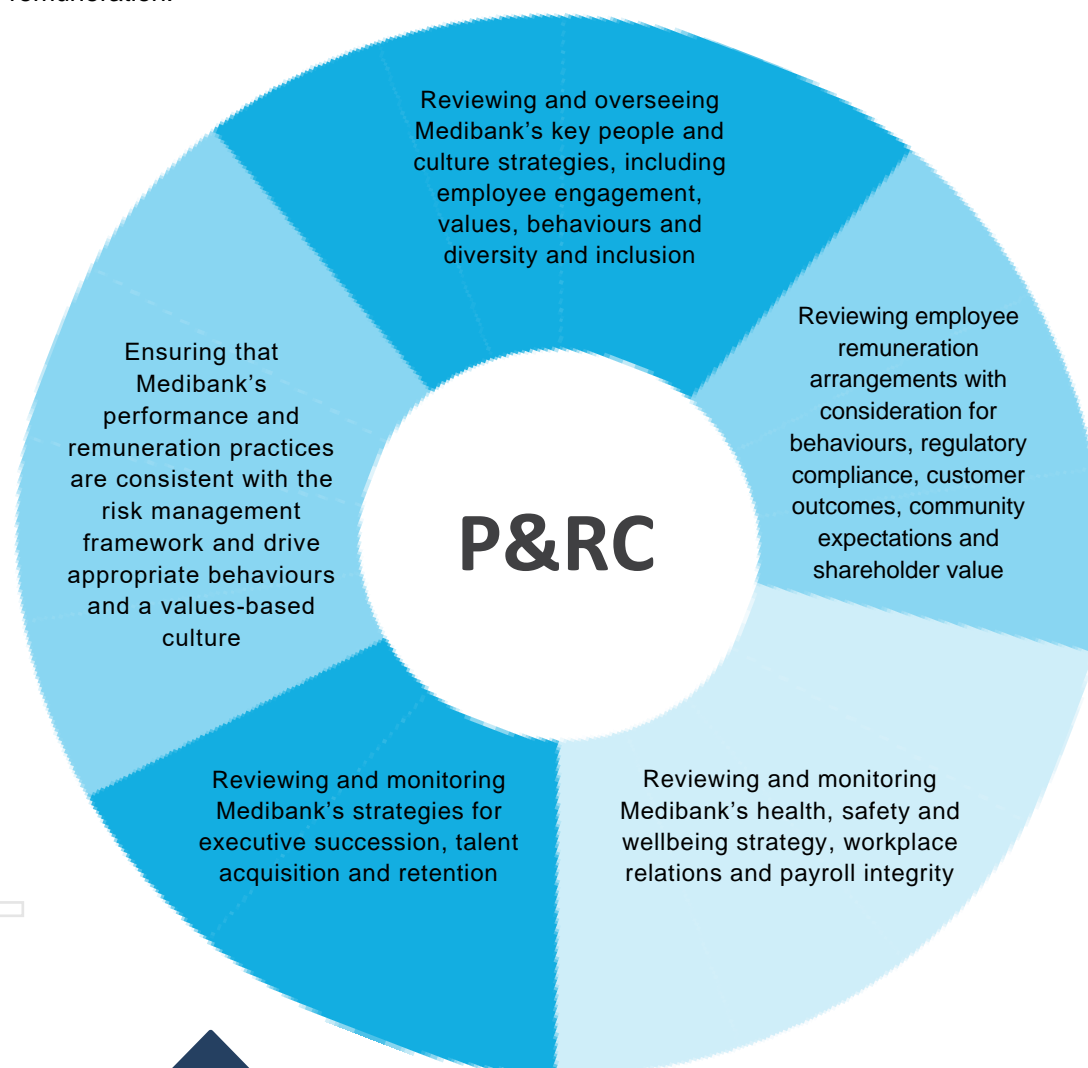 remuneration.
Reviewing and overseeing
Medibank’s key people and
culture strategies, including
employee engagement,
values, behaviours and
diversity and inclusion
Reviewing employee
remuneration
arrangements with
consideration for
behaviours, regulatory
compliance, customer
outcomes, community
expectations and
shareholder value
Ensuring that
Medibank’s
performance and
remuneration practices
are consistent with the
risk management
framework and drive
appropriate behaviours
and a values-based
culture
P&RC
Reviewing and monitoring
Medibank’s strategies for
executive succession, talent
acquisition and retention
Reviewing and monitoring
Medibank’s health, safety and
wellbeing strategy, workplace
relations and payroll integrity